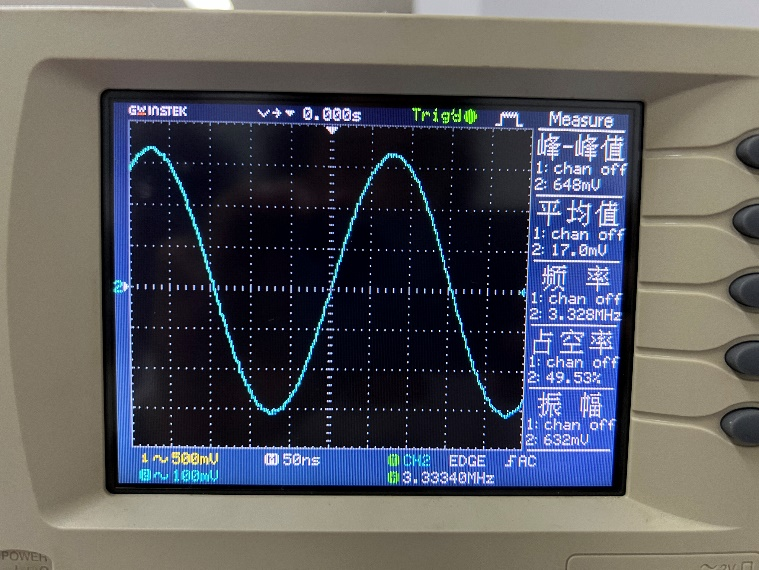 GWINSTEK 0.000s Trig'd
Measure
峰-峰值
1: chan off
2: 648mV
平均值
1: chan off
2: 17.0mV
频 率
1: chan off
2: 3.328MHz
占空率
1: chan off
2: 49.53%
振 幅
1: chan off
2: 632mV
2
1 500mV M 50ns CH2 EDGE AC
2 100mV 3.33340MHz
POWER